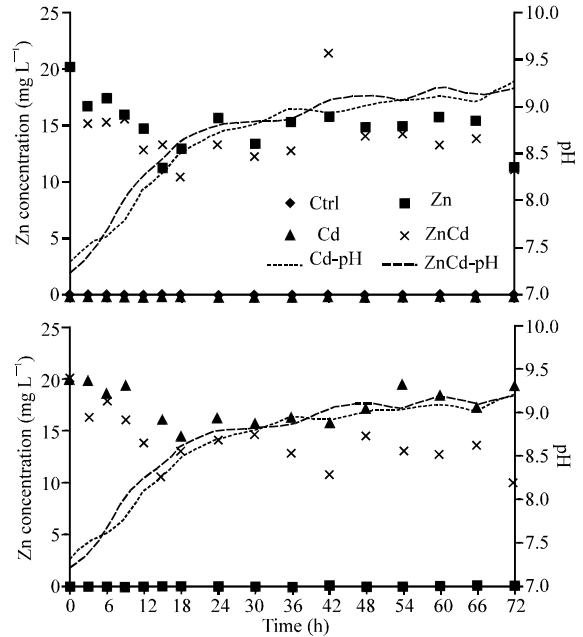 25
20
15
10
5
0
Zn concentration (mg L⁻¹)
10.0
9.5
9.0
8.5
8.0
7.5
7.0
pH
Ctrl
Zn
Cd
ZnCd
Cd-pH
ZnCd-pH
25
20
15
10
5
0
Zn concentration (mg L⁻¹)
10.0
9.5
9.0
8.5
8.0
7.5
7.0
pH
0 6 12 18 24 30 36 42 48 54 60 66 72
Time (h)